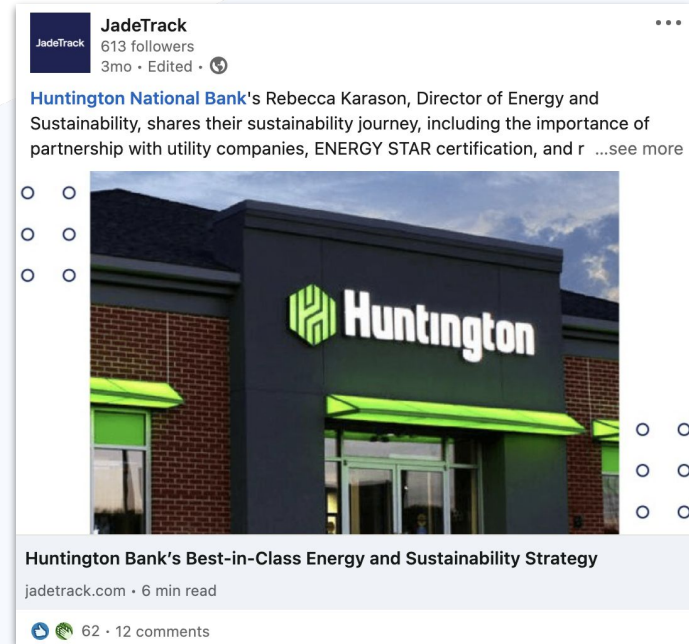 JadeTrack
JadeTrack
613 followers
3mo • Edited •
Huntington National Bank's Rebecca Karason, Director of Energy and
Sustainability, shares their sustainability journey, including the importance of
partnership with utility companies, ENERGY STAR certification, and r ...see more
Huntington
Huntington Bank's Best-in-Class Energy and Sustainability Strategy
jadetrack.com • 6 min read
62 · 12 comments